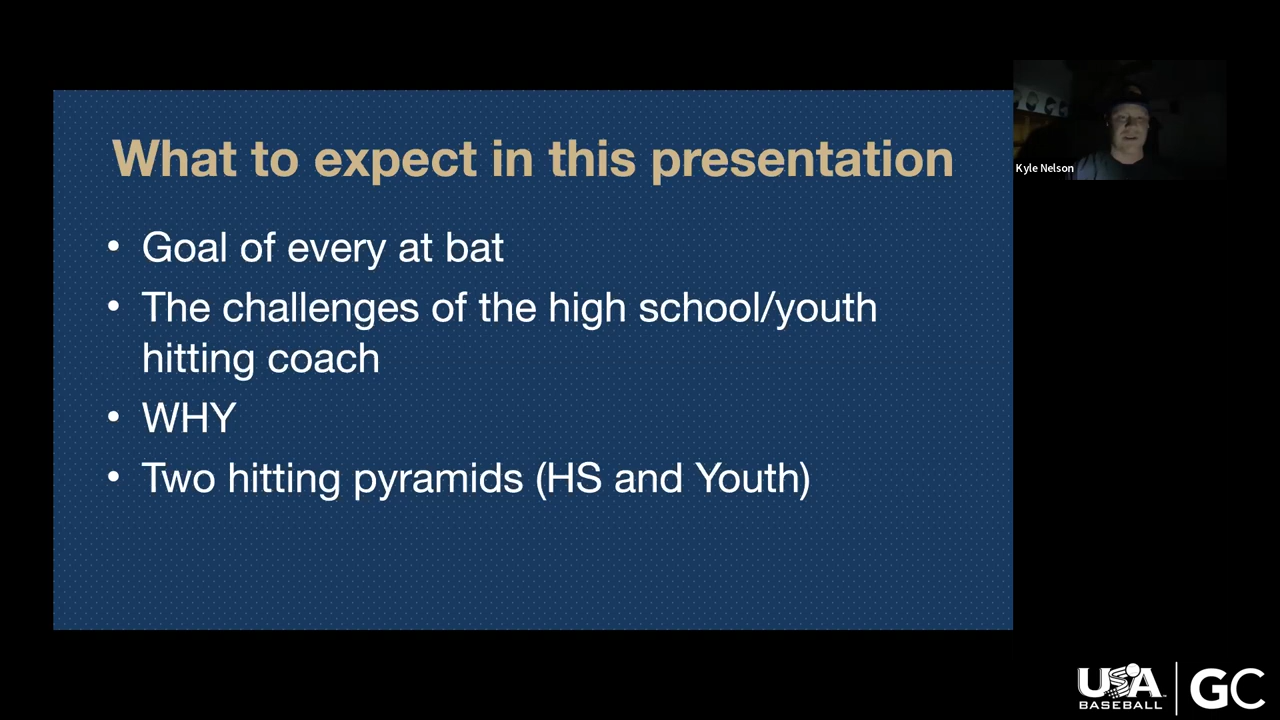 What to expect in this presentation
• Goal of every at bat
• The challenges of the high school/youth
hitting coach
• WHY
• Two hitting pyramids (HS and Youth)
Kyle Nelson
USA
BASEBALL
GC